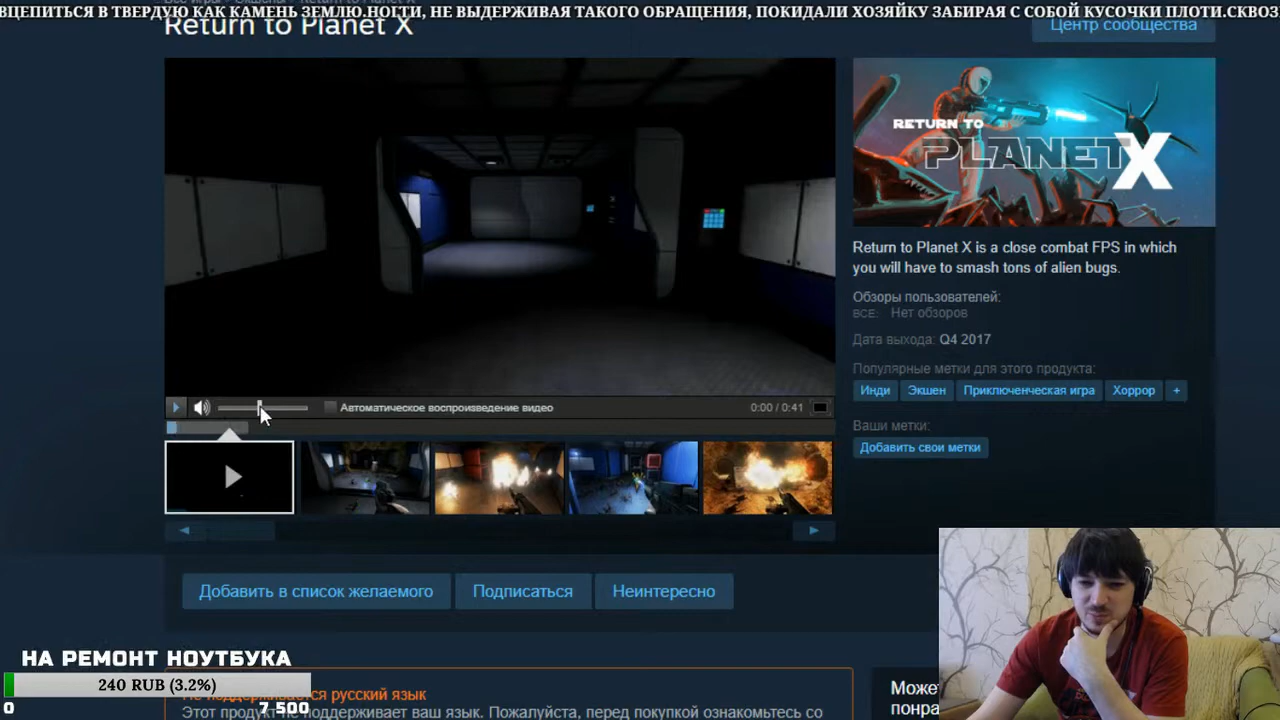 ВЦЕПИТЬСЯ В ТВЕРДУЮ КАК КАМЕНЬ ЗЕМЛЮ НОГТИ, НЕ ВЫДЕРЖИВАЯ ТАКОГО ОБРАЩЕНИЯ, ПОКИДАЛИ ХОЗЯЙКУ ЗАБИРАЯ С СОБОЙ КУСОЧКИ ПЛОТИ.СКВОЗ
Return to Planet X
Центр сообщества
RETURN TO
PLANET X
Return to Planet X is a close combat FPS in which
you will have to smash tons of alien bugs.
Обзоры пользователей:
ВСЕ: Нет обзоров
Дата выхода: Q4 2017
Популярные метки для этого продукта:
Инди Экшен Приключенческая игра Хоррор +
Ваши метки:
Добавить свои метки
Автоматическое воспроизведение видео 0:00 / 0:41
Добавить в список желаемого Подписаться Неинтересно
НА РЕМОНТ НОУТБУКА
240 RUB (3.2%)
0 7 500
Не поддерживается русский язык
Этот продукт не поддерживает ваш язык. Пожалуйста, перед покупкой ознакомьтесь со
Може
понра